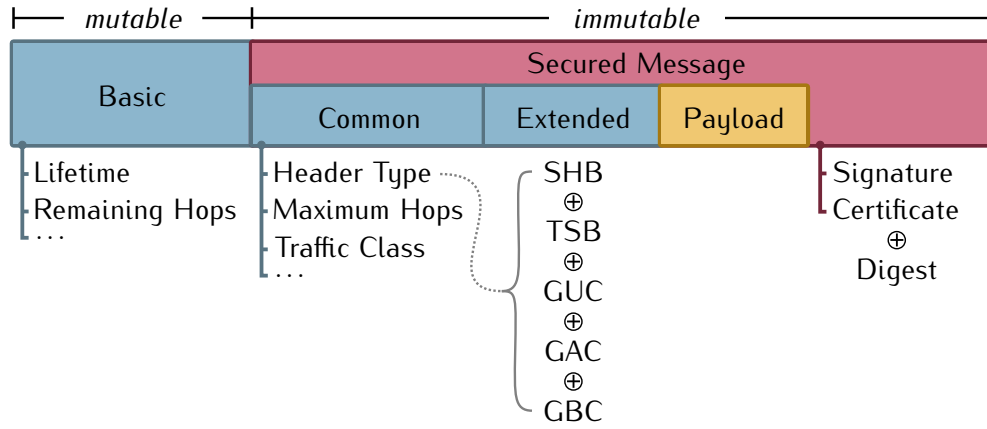 mutable
immutable
Secured Message
Basic
Common
Extended
Payload
Lifetime
Remaining Hops
...
Header Type
Maximum Hops
Traffic Class
...
SHB
⊕
TSB
⊕
GUC
⊕
GAC
⊕
GBC
Signature
Certificate
⊕
Digest